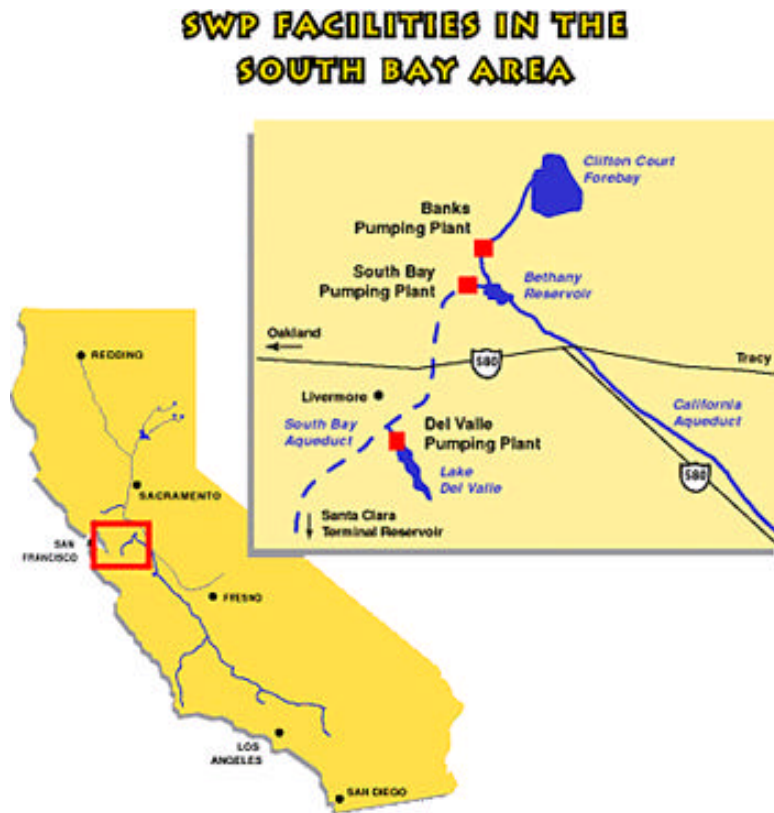 SWP FACILITIES IN THE
SOUTH BAY AREA
Clifton Court
Forebay
Banks
Pumping Plant
South Bay
Pumping Plant
Bethany
Reservoir
Oakland
580
Tracy
Livermore
California
Aqueduct
South Bay
Aqueduct
Del Valle
Pumping Plant
580
Lake
Del Valle
Santa Clara
Terminal Reservoir
REDDING
SACRAMENTO
SAN
FRANCISCO
FRESNO
LOS
ANGELES
SAN DIEGO